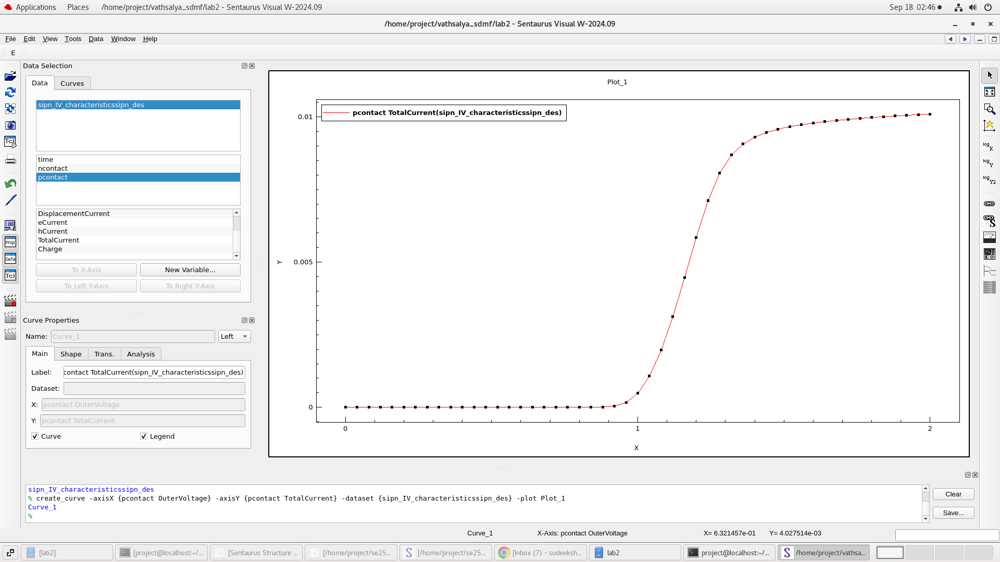 Applications Places /home/project/vathsalya_sdmf/lab2 - Sentaurus Visual W-2024.09 Sep 18 02:46
/home/project/vathsalya_sdmf/lab2 - Sentaurus Visual W-2024.09
File Edit View Tools Data Window Help
E
Data Selection
Data Curves
sipn_IV_characteristicssipn_des
time
ncontact
pcontact
DisplacementCurrent
eCurrent
hCurrent
TotalCurrent
Charge
To X-Axis New Variable...
To Left Y-Axis To Right Y-Axis
Curve Properties
Name: Curve_1 Left
Main Shape Trans. Analysis
Label: contact TotalCurrent(sipn_IV_characteristicssipn_des)
Dataset:
X: pcontact OuterVoltage
Y: pcontact TotalCurrent
Curve Legend
Tcl
Prop
Data
Tcl
Plot_1
pcontact TotalCurrent(sipn_IV_characteristicssipn_des)
0.01
0.005
0
Y
0 1 2
X
log X
log Y
log Y2
sipn_IV_characteristicssipn_des
% create_curve -axisX {pcontact OuterVoltage} -axisY {pcontact TotalCurrent} -dataset {sipn_IV_characteristicssipn_des} -plot Plot_1
Curve_1
%
Clear
Save...
Curve_1 X-Axis: pcontact OuterVoltage X= 6.321457e-01 Y= 4.027514e-03
[lab2] [project@localhost:~/... [Sentaurus Structure ... [/home/project/se25... [/home/project/se25... [Inbox (7) - sudeeksh... lab2 project@localhost:~/... /home/project/vathsa...